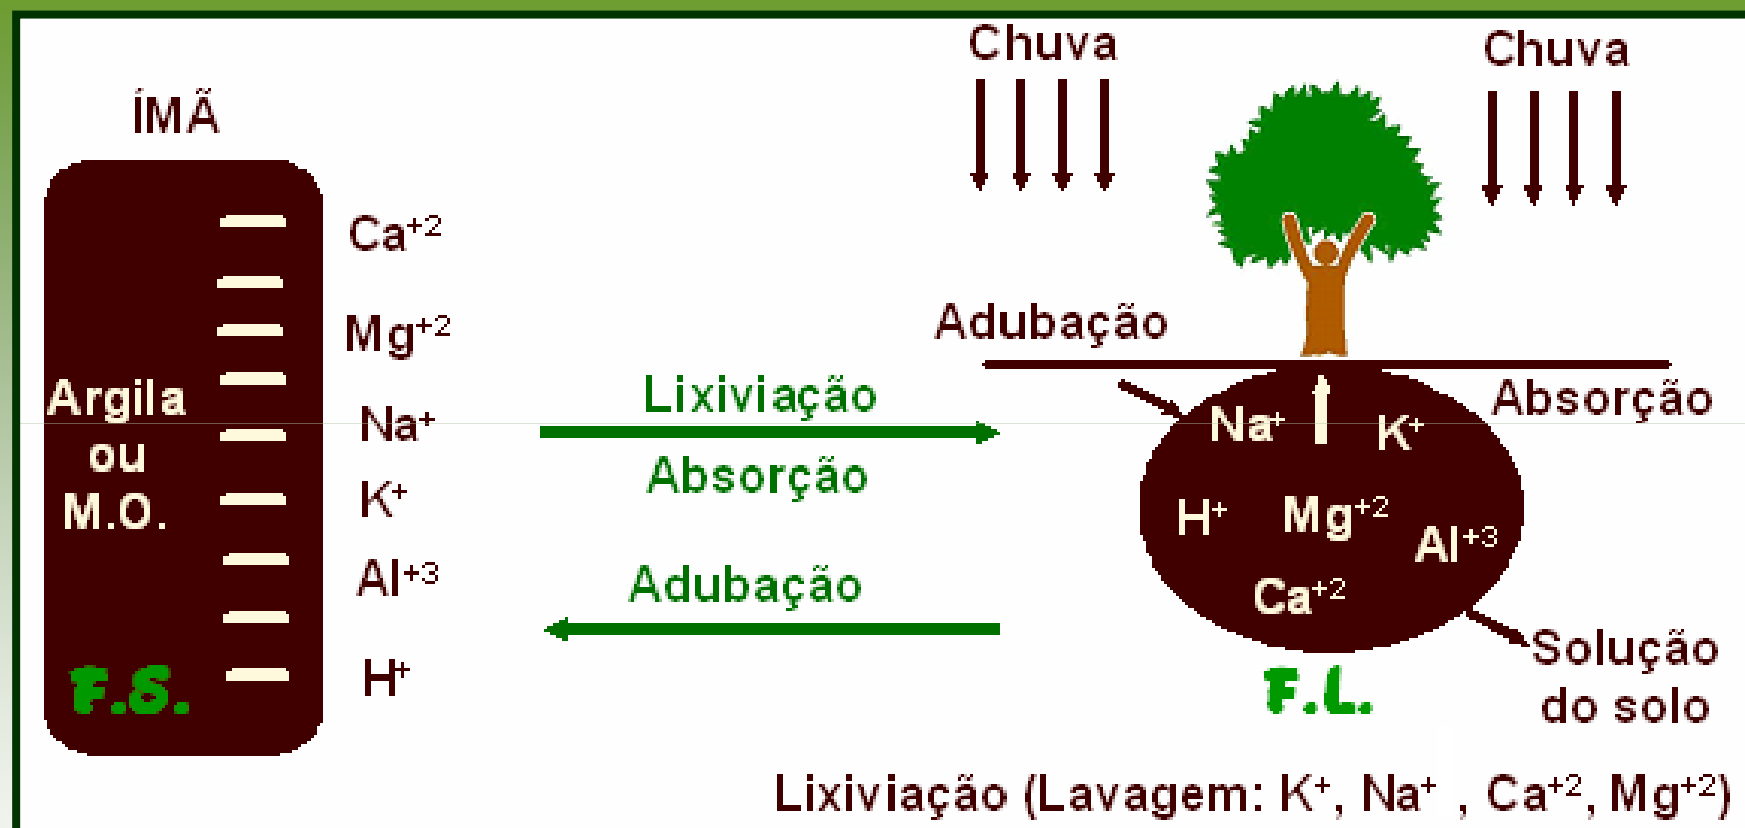 Chuva
Chuva
ÍMÃ
Ca+2
Mg+2
Adubação
Argila
ou
M.O.
Na+
Lixiviação
Absorção
Na+
K+
Absorção
K+
H+
Mg+2
Al+3
Al+3
Adubação
Ca+2
H+
F.S.
F.L.
Solução
do solo
Lixiviação (Lavagem: K+, Na+ , Ca+2, Mg+2)